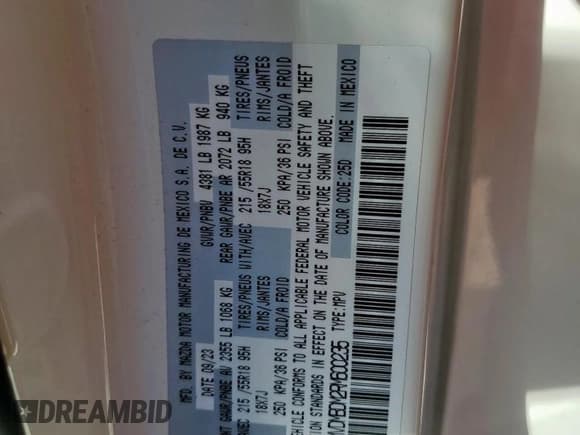 MFD. BY MAZDA MOTOR MANUFACTURING DE MEXICO S.A. DE C.V.
DATE 09/23 GVWR/PNBV 4381 LB 1987 KG
GAWR/PNBE AV 2355 LB 1068 KG REAR GAWR/PNBE AR 2072 LB 940 KG
AVEC TIRES/PNEUS WITH/AVEC TIRES/PNEUS
215 /55R18 95H RIMS/JANTES 215 /55R18 95H RIMS/JANTES
18X7J COLD/A FROID 18X7J COLD/A FROID
250 KPA/36 PSI 250 KPA/36 PSI
VEHICLE CONFORMS TO ALL APPLICABLE FEDERAL MOTOR VEHICLE SAFETY AND THEFT
STANDARDS IN EFFECT ON THE DATE OF MANUFACTURE SHOWN ABOVE.
TYPE:MPV COLOR CODE:25D MADE IN MEXICO
DREAMBID